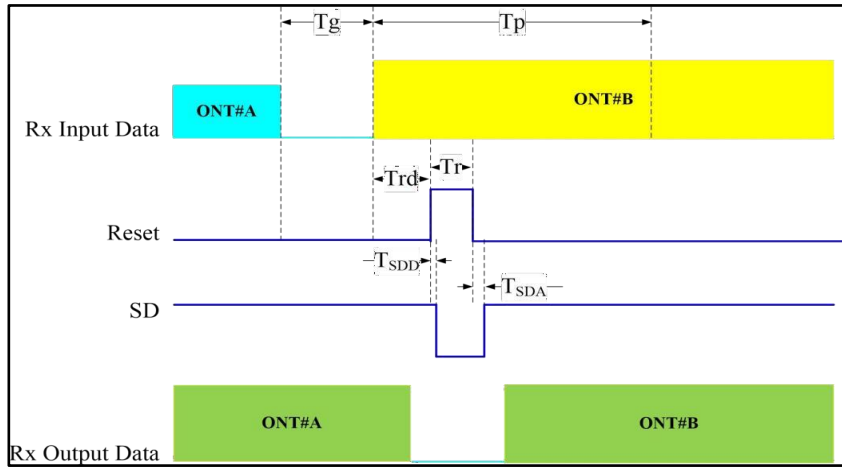 Tg
Tp
ONT#A
ONT#B
Rx Input Data
Tr
Trd
Reset
TSDD
TSDA
SD
ONT#A
ONT#B
Rx Output Data